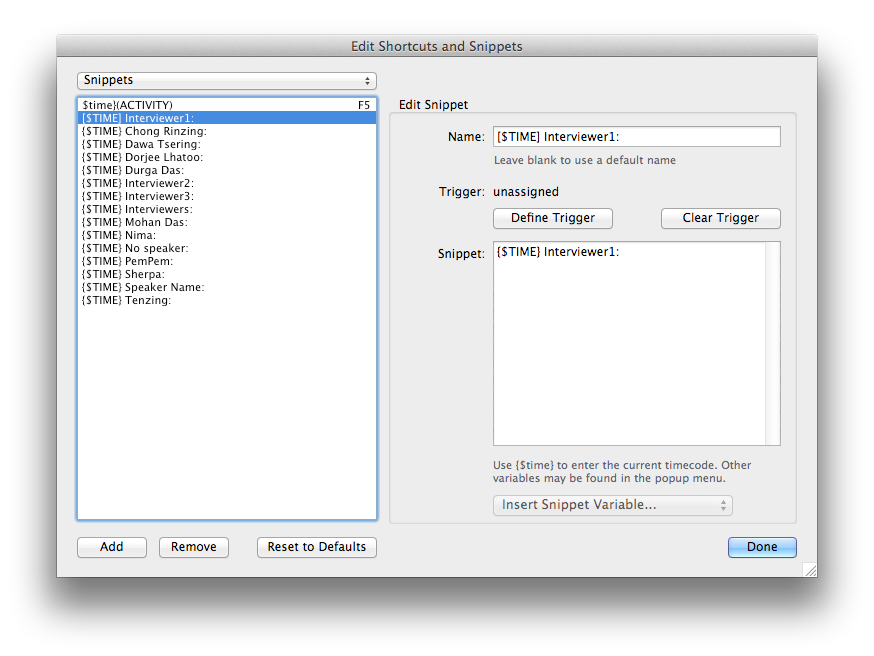 Edit Shortcuts and Snippets
Snippets
$time}(ACTIVITY) F5
[$TIME] Interviewer1:
{$TIME} Chong Rinzing:
{$TIME} Dawa Tsering:
{$TIME} Dorjee Lhatoo:
{$TIME} Durga Das:
{$TIME} Interviewer2:
{$TIME} Interviewer3:
{$TIME} Interviewers:
{$TIME} Mohan Das:
{$TIME} Nima:
{$TIME} No speaker:
{$TIME} PemPem:
{$TIME} Sherpa:
{$TIME} Speaker Name:
{$TIME} Tenzing:
Add Remove Reset to Defaults
Edit Snippet
Name: [$TIME] Interviewer1:
Leave blank to use a default name
Trigger: unassigned
Define Trigger Clear Trigger
Snippet: {$TIME} Interviewer1:
Use {$time} to enter the current timecode. Other
variables may be found in the popup menu.
Insert Snippet Variable...
Done